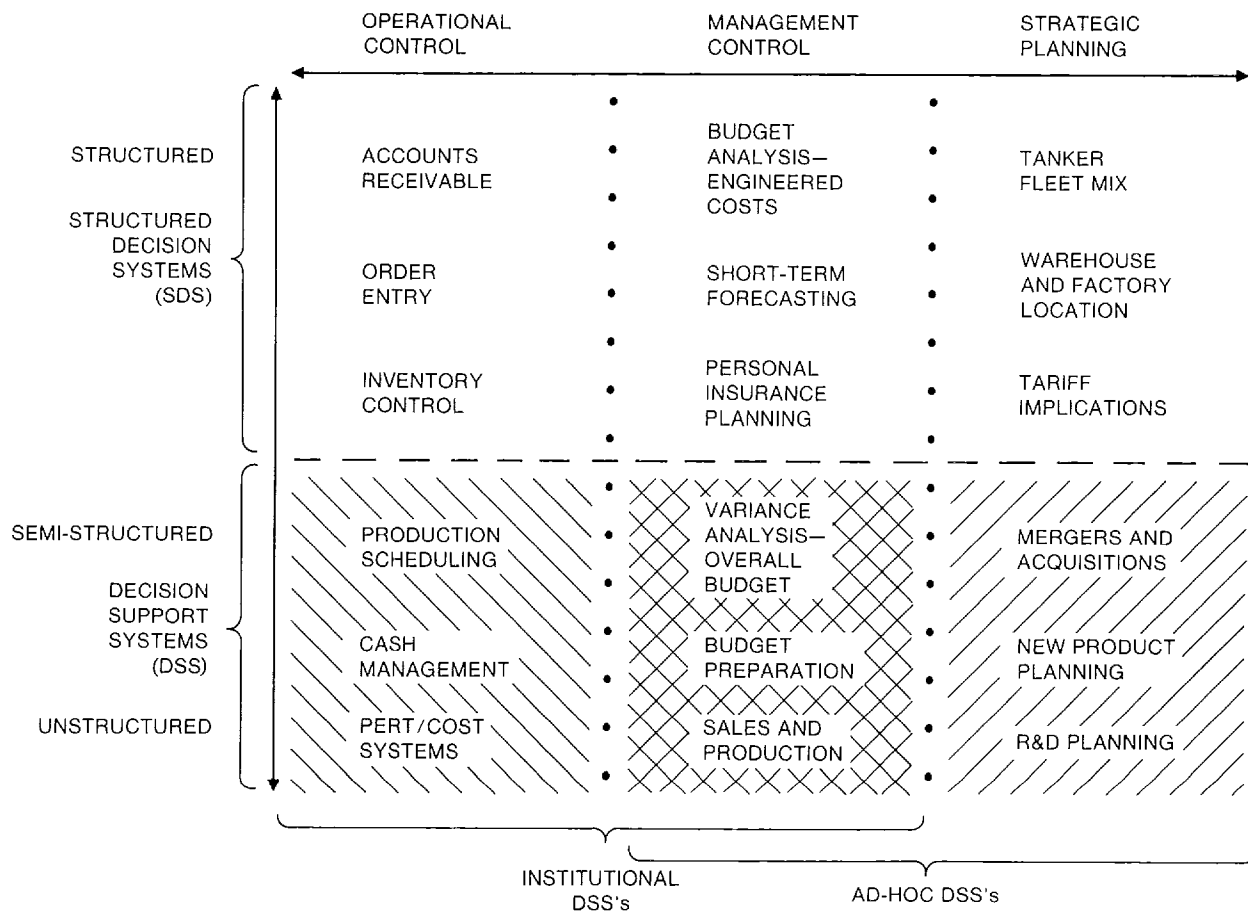 OPERATIONAL
CONTROL
MANAGEMENT
CONTROL
STRATEGIC
PLANNING
STRUCTURED
STRUCTURED
DECISION
SYSTEMS
(SDS)
ACCOUNTS
RECEIVABLE
BUDGET
ANALYSIS—
ENGINEERED
COSTS
TANKER
FLEET MIX
ORDER
ENTRY
SHORT-TERM
FORECASTING
WAREHOUSE
AND FACTORY
LOCATION
INVENTORY
CONTROL
PERSONAL
INSURANCE
PLANNING
TARIFF
IMPLICATIONS
SEMI-STRUCTURED
DECISION
SUPPORT
SYSTEMS
(DSS)
UNSTRUCTURED
PRODUCTION
SCHEDULING
VARIANCE
ANALYSIS—
OVERALL
BUDGET
MERGERS AND
ACQUISITIONS
CASH
MANAGEMENT
BUDGET
PREPARATION
NEW PRODUCT
PLANNING
PERT/COST
SYSTEMS
SALES AND
PRODUCTION
R&D PLANNING
INSTITUTIONAL
DSS's
AD-HOC DSS's